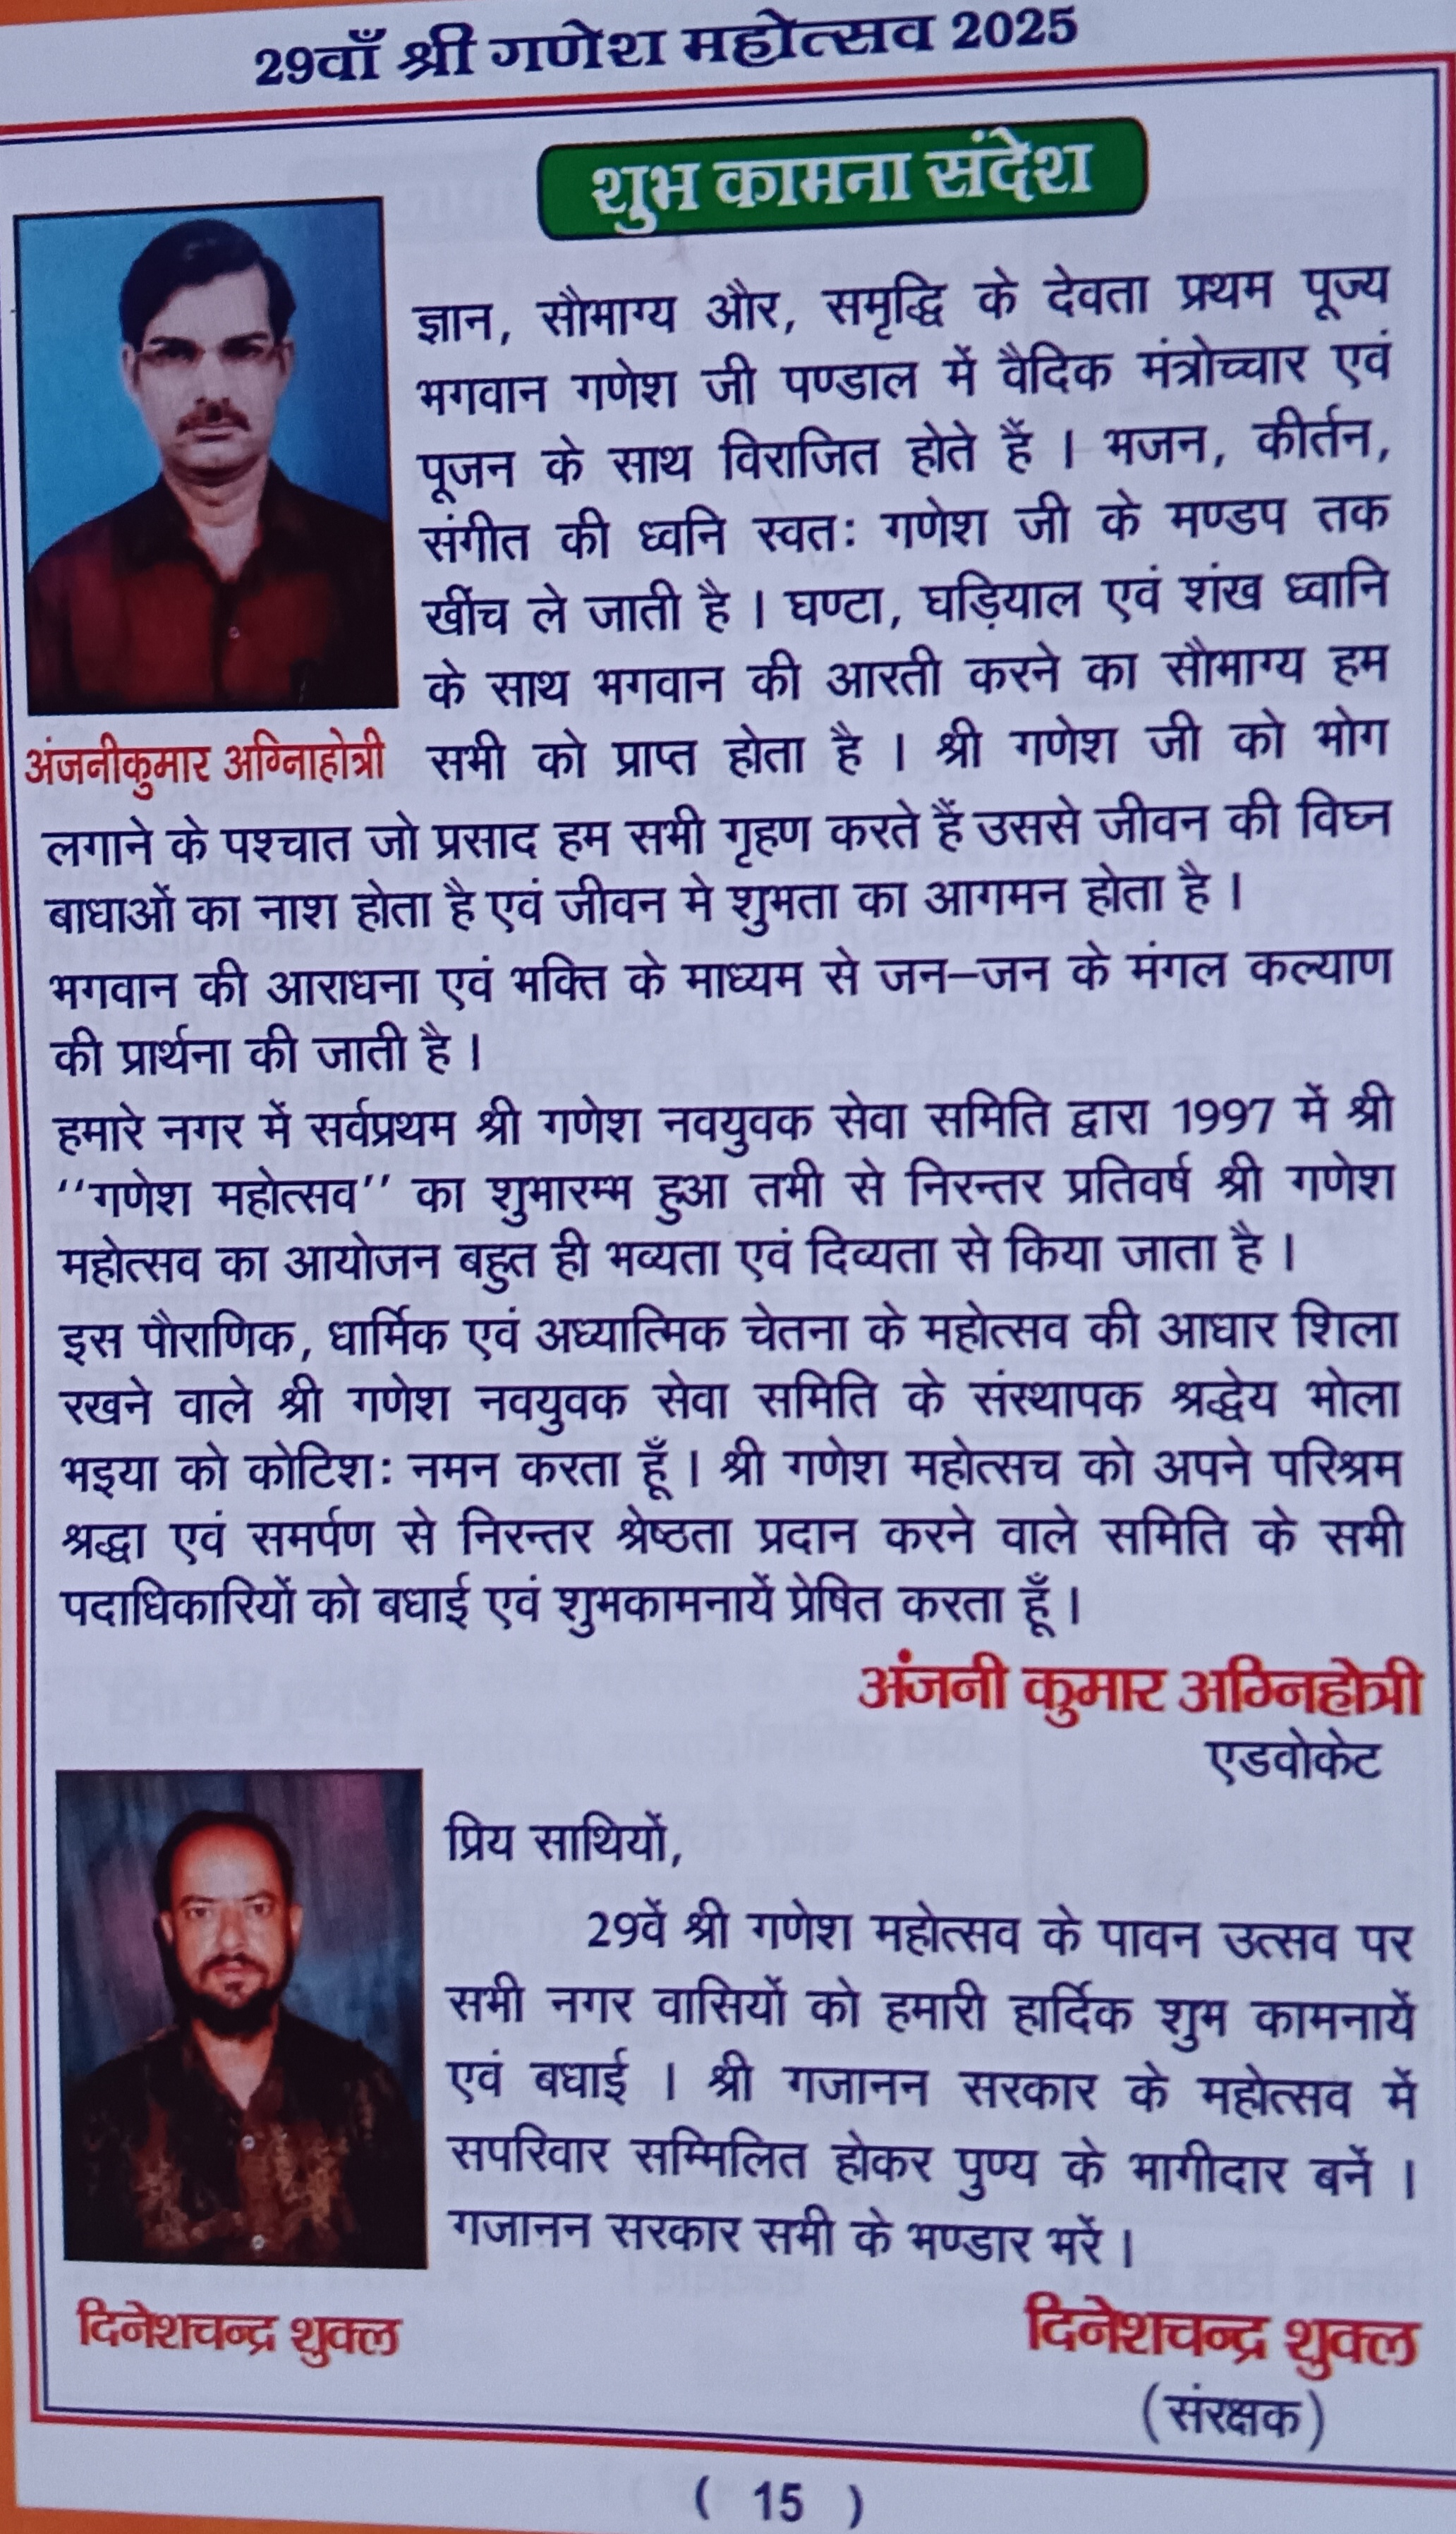 29वाँ श्री गणेश महोत्सव 2025
शुभ कामना संदेश
ज्ञान, सौभाग्य और, समृद्धि के देवता प्रथम पूज्य
भगवान गणेश जी पण्डाल में वैदिक मंत्रोच्चार एवं
पूजन के साथ विराजित होते हैं । भजन, कीर्तन,
संगीत की ध्वनि स्वतः गणेश जी के मण्डप तक
खींच ले जाती है । घण्टा, घड़ियाल एवं शंख ध्वानि
के साथ भगवान की आरती करने का सौभाग्य हम
अंजनीकुमार अग्निाहोत्री
सभी को प्राप्त होता है । श्री गणेश जी को भोग
लगाने के पश्चात जो प्रसाद हम सभी गृहण करते हैं उससे जीवन की विघ्न
बाधाओं का नाश होता है एवं जीवन मे शुभता का आगमन होता है ।
भगवान की आराधना एवं भक्ति के माध्यम से जन–जन के मंगल कल्याण
की प्रार्थना की जाती है ।
हमारे नगर में सर्वप्रथम श्री गणेश नवयुवक सेवा समिति द्वारा 1997 में श्री
‘‘गणेश महोत्सव’’ का शुभारम्भ हुआ तभी से निरन्तर प्रतिवर्ष श्री गणेश
महोत्सव का आयोजन बहुत ही भव्यता एवं दिव्यता से किया जाता है ।
इस पौराणिक, धार्मिक एवं अध्यात्मिक चेतना के महोत्सव की आधार शिला
रखने वाले श्री गणेश नवयुवक सेवा समिति के संस्थापक श्रद्धेय भोला
भइया को कोटिशः नमन करता हूँ । श्री गणेश महोत्सच को अपने परिश्रम
श्रद्धा एवं समर्पण से निरन्तर श्रेष्ठता प्रदान करने वाले समिति के सभी
पदाधिकारियों को बधाई एवं शुभकामनायें प्रेषित करता हूँ ।
अंजनी कुमार अग्निहोत्री
एडवोकेट
प्रिय साथियों,
29वें श्री गणेश महोत्सव के पावन उत्सव पर
सभी नगर वासियों को हमारी हार्दिक शुभ कामनायें
एवं बधाई । श्री गजानन सरकार के महोत्सव में
सपरिवार सम्मिलित होकर पुण्य के भागीदार बनें ।
गजानन सरकार सभी के भण्डार भरें ।
दिनेशचन्द्र शुक्ल
दिनेशचन्द्र शुक्ल
(संरक्षक)
( 15 )